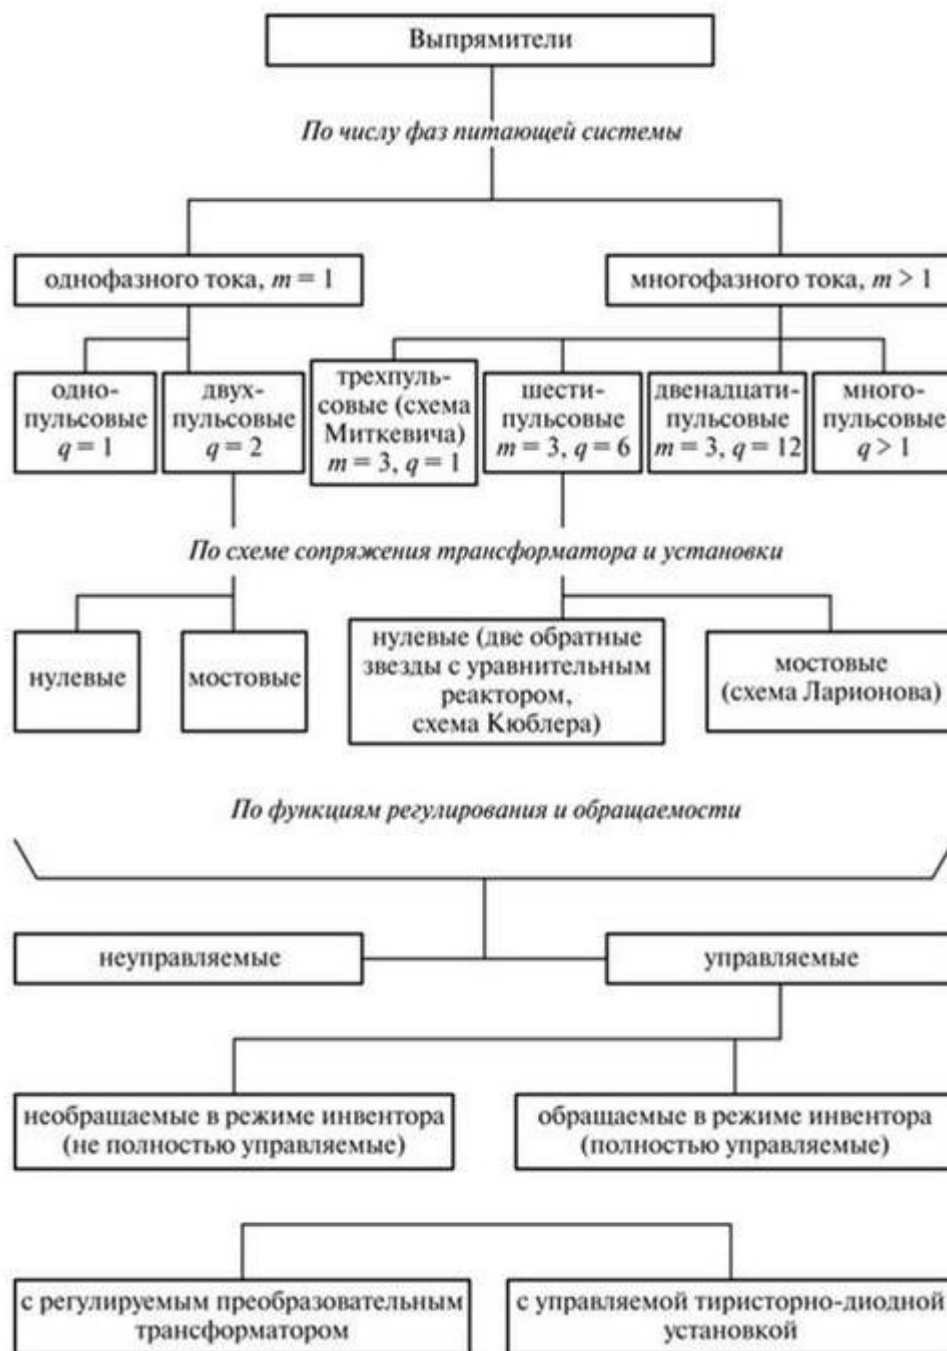 Выпрямители
По числу фаз питающей системы
однофазного тока, m = 1
многофазного тока, m > 1
одно-
пульсовые
q = 1
двух-
пульсовые
q = 2
трехпуль-
совые (схема
Миткевича)
m = 3, q = 1
шести-
пульсовые
m = 3, q = 6
двенадцати-
пульсовые
m = 3, q = 12
много-
пульсовые
q > 1
По схеме сопряжения трансформатора и установки
нулевые
мостовые
нулевые (две обратные
звезды с уравнительным
реактором,
схема Кюблера)
мостовые
(схема Ларионова)
По функциям регулирования и обращаемости
неуправляемые
управляемые
необращаемые в режиме инвентора
(не полностью управляемые)
обращаемые в режиме инвентора
(полностью управляемые)
с регулируемым преобразовательным
трансформатором
с управляемой тиристорно-диодной
установкой